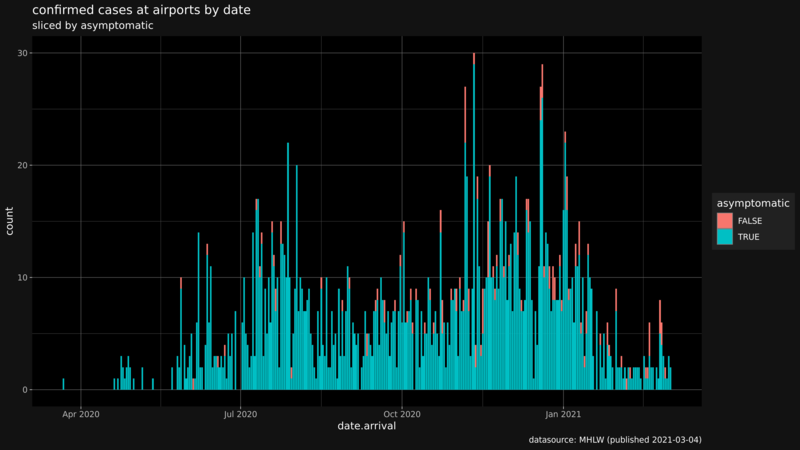 confirmed cases at airports by date
sliced by asymptomatic
30
20
10
0
count
Apr 2020
Jul 2020
Oct 2020
Jan 2021
date.arrival
asymptomatic
FALSE
TRUE
datasource: MHLW (published 2021-03-04)